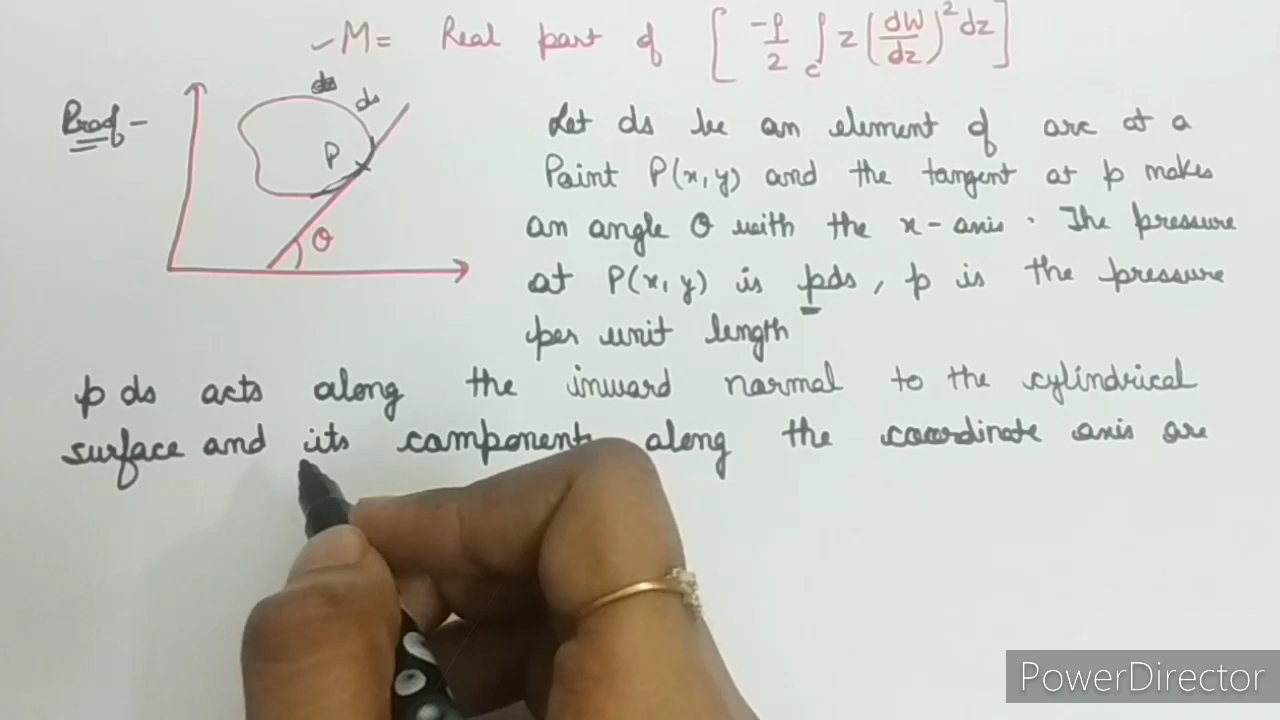 M = Real part of [ -ρ/2 ∫c z (dW/dz)² dz ]
Proof -
ds
P
θ
Let ds be an element of arc at a
Point P(x,y) and the tangent at p makes
an angle θ with the x-axis. The pressure
at P(x,y) is pds, p is the pressure
per unit length
p ds acts along the inward normal to the cylindrical
surface and its component along the coordinate axis are
PowerDirector